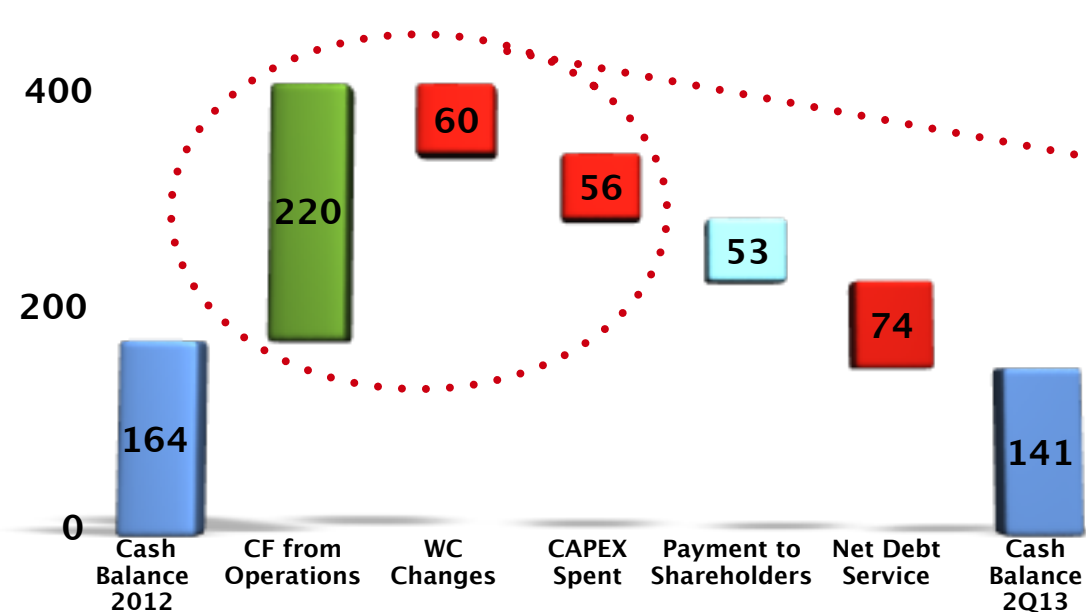 400
200
0
164
220
60
56
53
74
141
Cash
Balance
2012
CF from
Operations
WC
Changes
CAPEX
Spent
Payment to
Shareholders
Net Debt
Service
Cash
Balance
2Q13